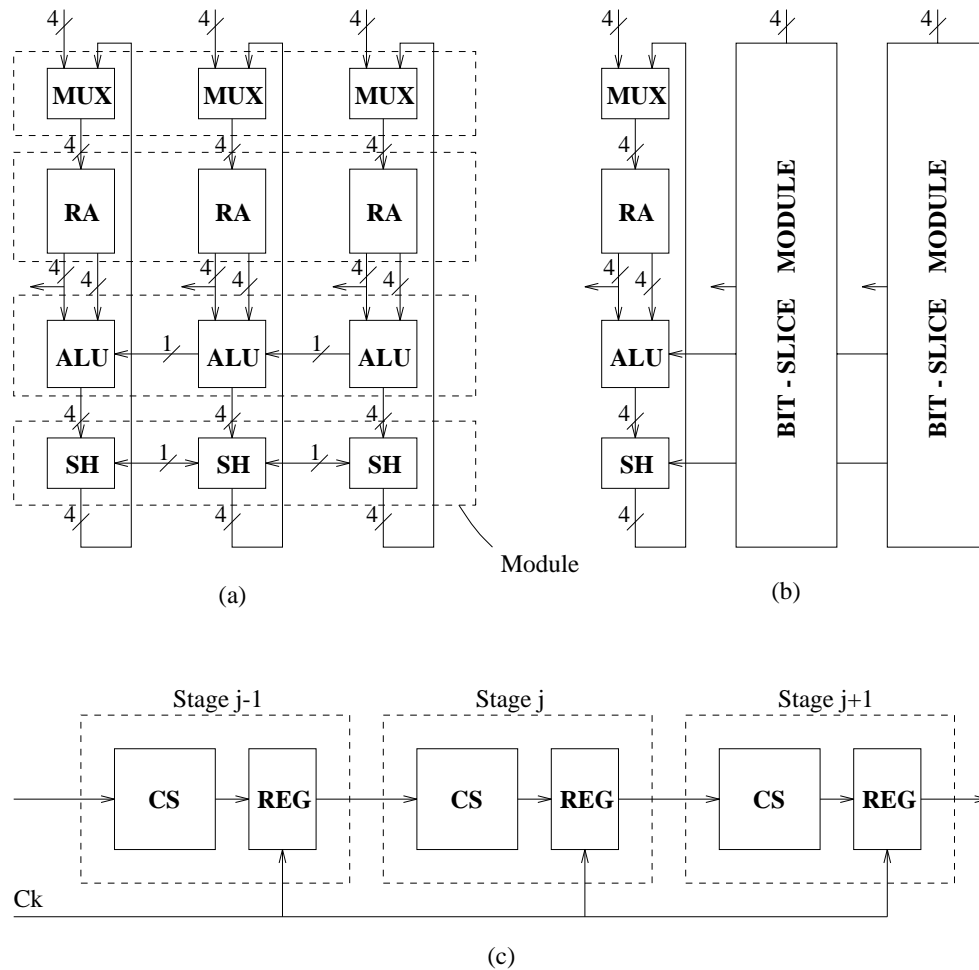 4 4 4 4 4 4
MUX MUX MUX MUX
4 4 4 4
RA RA RA RA
BIT - SLICE MODULE
BIT - SLICE MODULE
4 4 4 4 4 4 4 4
ALU 1 ALU 1 ALU ALU
4 4 4 4
SH 1 SH 1 SH SH
4 4 4 4
Module
(a) (b)
Stage j-1 Stage j Stage j+1
CS REG CS REG CS REG
Ck
(c)